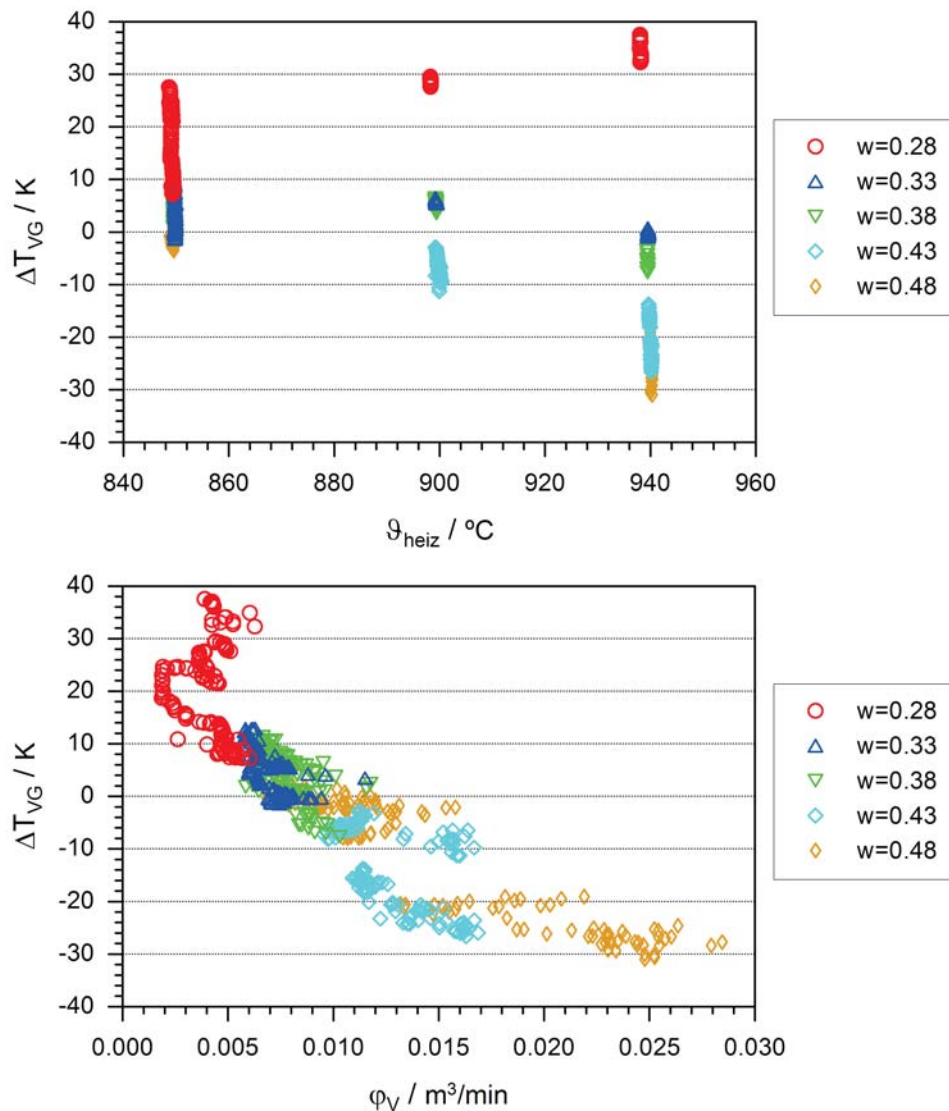 40
30
20
10
0
-10
-20
-30
-40
ΔT_VG / K
840
860
880
900
920
940
960
ϑ_heiz / ºC
w=0.28
w=0.33
w=0.38
w=0.43
w=0.48
40
30
20
10
0
-10
-20
-30
-40
ΔT_VG / K
0.000
0.005
0.010
0.015
0.020
0.025
0.030
φ_V / m³/min
w=0.28
w=0.33
w=0.38
w=0.43
w=0.48